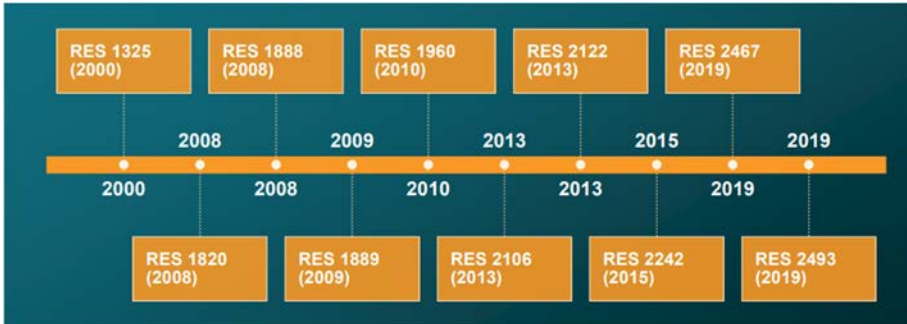 RES 1325
(2000)
RES 1888
(2008)
RES 1960
(2010)
RES 2122
(2013)
RES 2467
(2019)
2008
2009
2013
2015
2019
2000
2008
2010
2013
2019
RES 1820
(2008)
RES 1889
(2009)
RES 2106
(2013)
RES 2242
(2015)
RES 2493
(2019)